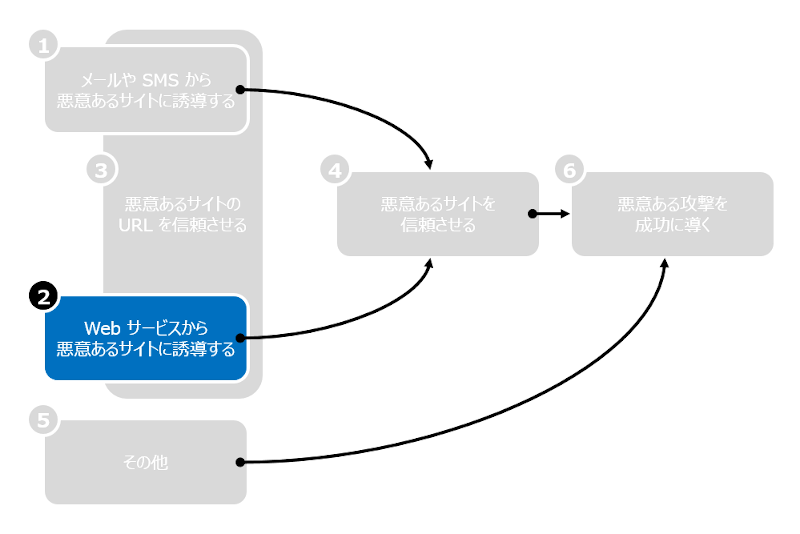 1
メールや SMS から
悪意あるサイトに誘導する
3
悪意あるサイトの
URL を信頼させる
2
Web サービスから
悪意あるサイトに誘導する
4
悪意あるサイトを
信頼させる
6
悪意ある攻撃を
成功に導く
5
その他